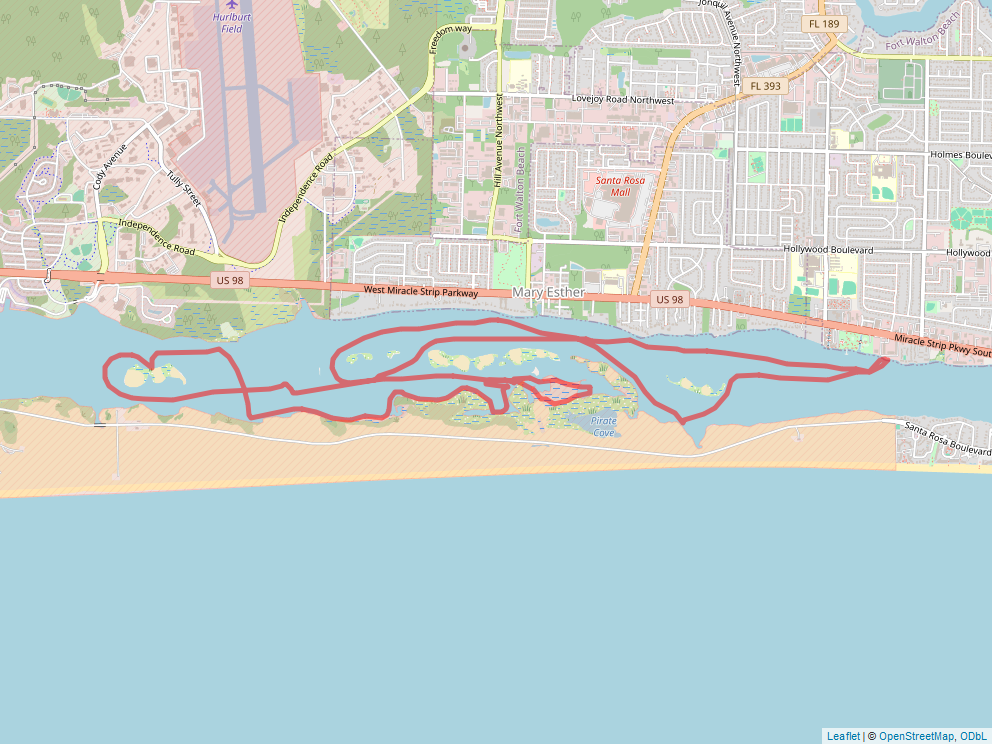 Jonquil Avenue Northwest
Hurlburt
Field
FL 189
Fort Walton Beach
Freedom way
FL 393
Lovejoy Road Northwest
Hill Avenue Northwest
Fort Walton Beach
Cody Avenue
Tully Street
Independence Road
Santa Rosa
Mall
Holmes Boulev
Independence Road
Hollywood Boulevard
Hollywood
US 98
West Miracle Strip Parkway
Mary Esther
US 98
Miracle Strip Pkwy Sout
Pirate
Cove
Santa Rosa Boulevard
Leaflet | © OpenStreetMap, ODbL